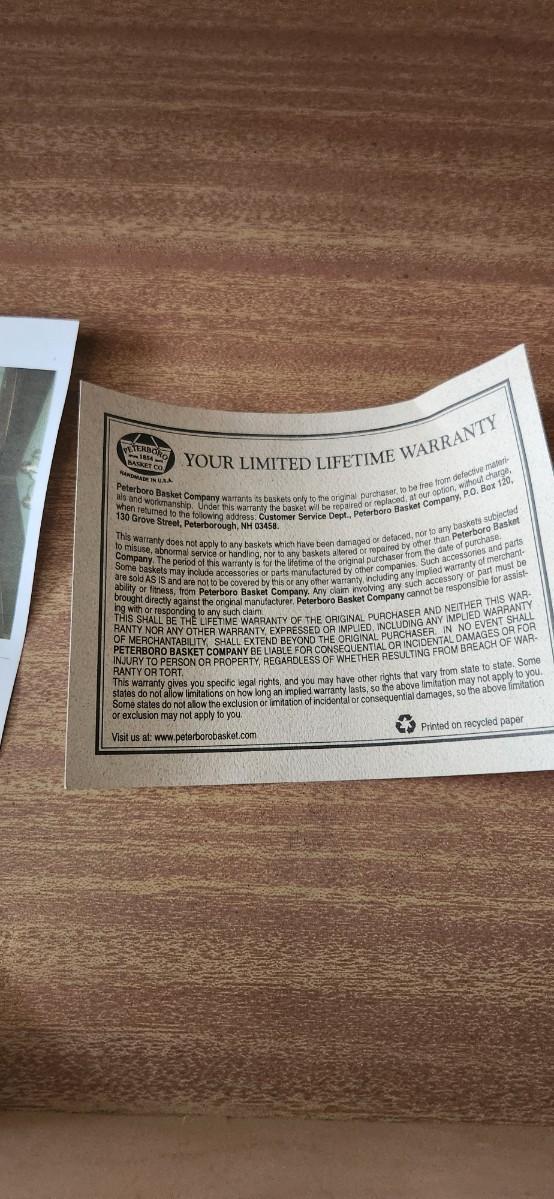 PETERBORO
1854
BASKET CO.
HANDMADE IN U.S.A.
YOUR LIMITED LIFETIME WARRANTY
Peterboro Basket Company warrants its baskets only to the original purchaser, to be free from defective materi-
als and workmanship. Under this warranty the basket will be repaired or replaced, at our option, without charge,
when returned to the following address: Customer Service Dept., Peterboro Basket Company, P.O. Box 120,
130 Grove Street, Peterborough, NH 03458.
This warranty does not apply to any baskets which have been damaged or defaced, nor to any baskets subjected
to misuse, abnormal service or handling, nor to any baskets altered or repaired by other than Peterboro Basket
Company. The period of this warranty is for the lifetime of the original purchaser from the date of purchase.
Some baskets may include accessories or parts manufactured by other companies. Such accessories and parts
are sold AS IS and are not to be covered by this or any other warranty, including any implied warranty of merchant-
ability or fitness, from Peterboro Basket Company. Any claim involving any such accessory or part must be
brought directly against the original manufacturer. Peterboro Basket Company cannot be responsible for assist-
ing with or responding to any such claim.
THIS SHALL BE THE LIFETIME WARRANTY OF THE ORIGINAL PURCHASER AND NEITHER THIS WAR-
RANTY NOR ANY OTHER WARRANTY, EXPRESSED OR IMPLIED, INCLUDING ANY IMPLIED WARRANTY
OF MERCHANTABILITY, SHALL EXTEND BEYOND THE ORIGINAL PURCHASER. IN NO EVENT SHALL
PETERBORO BASKET COMPANY BE LIABLE FOR CONSEQUENTIAL OR INCIDENTAL DAMAGES OR FOR
INJURY TO PERSON OR PROPERTY, REGARDLESS OF WHETHER RESULTING FROM BREACH OF WAR-
RANTY OR TORT.
This warranty gives you specific legal rights, and you may have other rights that vary from state to state. Some
states do not allow limitations on how long an implied warranty lasts, so the above limitation may not apply to you.
Some states do not allow the exclusion or limitation of incidental or consequential damages, so the above limitation
or exclusion may not apply to you.
Visit us at: www.peterborobasket.com
Printed on recycled paper